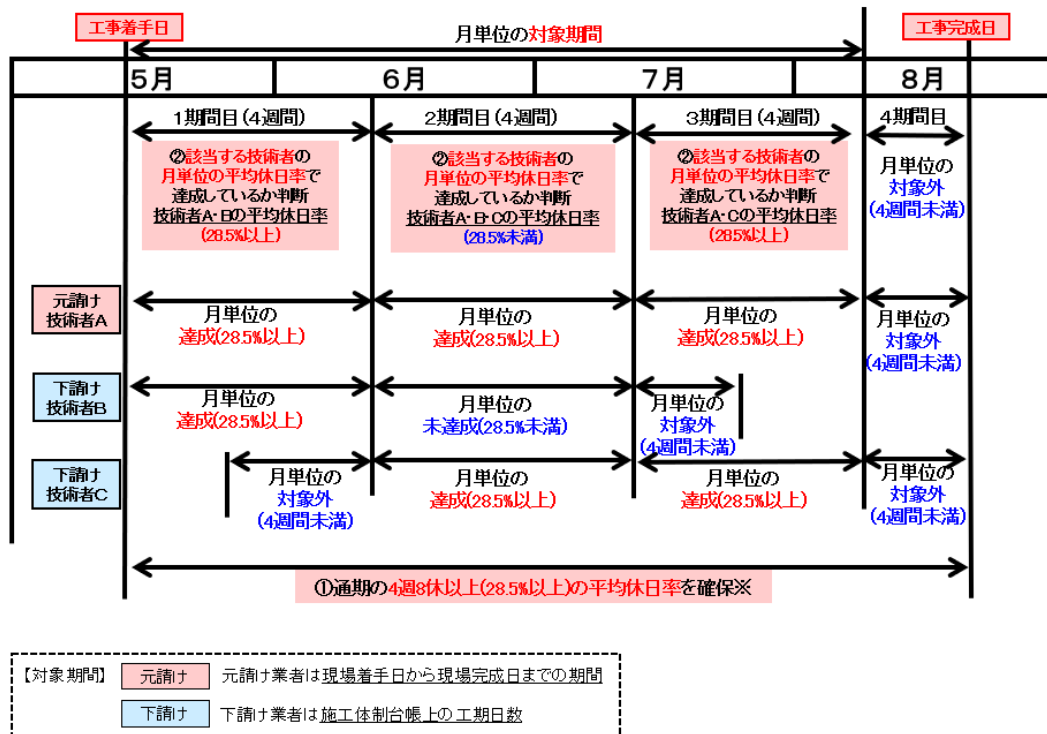 工事着手日
月単位の対象期間
工事完成日
5月
6月
7月
8月
1期間目(4週間)
②該当する技術者の
月単位の平均休日率で
達成しているか判断
技術者A・Bの平均休日率
(28.5%以上)
2期間目(4週間)
②該当する技術者の
月単位の平均休日率で
達成しているか判断
技術者A・B・Cの平均休日率
(28.5%未満)
3期間目(4週間)
②該当する技術者の
月単位の平均休日率で
達成しているか判断
技術者A・Cの平均休日率
(28.5%以上)
4期間目
月単位の
対象外
(4週間未満)
元請け
技術者A
月単位の
達成(28.5%以上)
月単位の
達成(28.5%以上)
月単位の
達成(28.5%以上)
月単位の
対象外
(4週間未満)
下請け
技術者B
月単位の
達成(28.5%以上)
月単位の
未達成(28.5%未満)
月単位の
対象外
(4週間未満)
下請け
技術者C
月単位の
対象外
(4週間未満)
月単位の
達成(28.5%以上)
月単位の
達成(28.5%以上)
月単位の
対象外
(4週間未満)
①通期の4週8休以上(28.5%以上)の平均休日率を確保※
【対象期間】
元請け
元請け業者は現場着手日から現場完成日までの期間
下請け
下請け業者は施工体制台帳上の工期日数